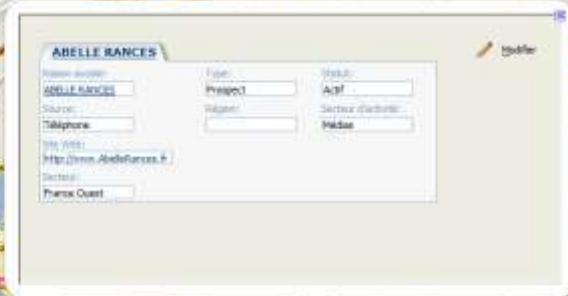 ABELLE RANCES
Modifier
Raison sociale: Type: Statut:
ABELLE RANCES Prospect Actif
Source: Région: Secteur d'activité:
Téléphone Médias
Site Web:
http://www.AbelleRances.fr
Secteur:
France Ouest